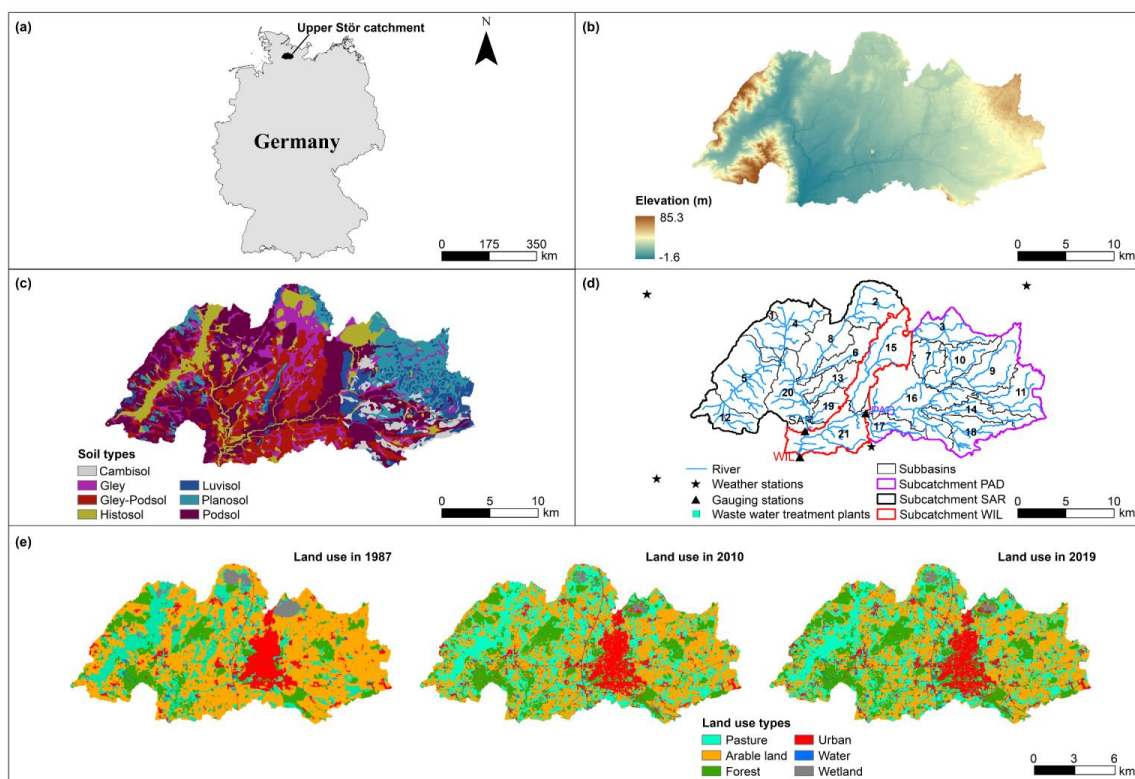 (a)
Upper Stör catchment
N
Germany
0 175 350
km
(b)
Elevation (m)
85.3
-1.6
0 5 10
km
(c)
Soil types
Cambisol
Gley Luvisol
Gley-Podsol Planosol
Histosol Podsol
0 5 10
km
(d)
2
1
4
3
8
15
7
10
6
9
5
13
11
20
16
19
14
12
PAD
SAR
17
18
21
WIL
River Subbasins
Weather stations Subcatchment PAD
Gauging stations Subcatchment SAR
Waste water treatment plants Subcatchment WIL
0 5 10
km
(e)
Land use in 1987 Land use in 2010 Land use in 2019
Land use types
Pasture Urban
Arable land Water
Forest Wetland
0 3 6
km